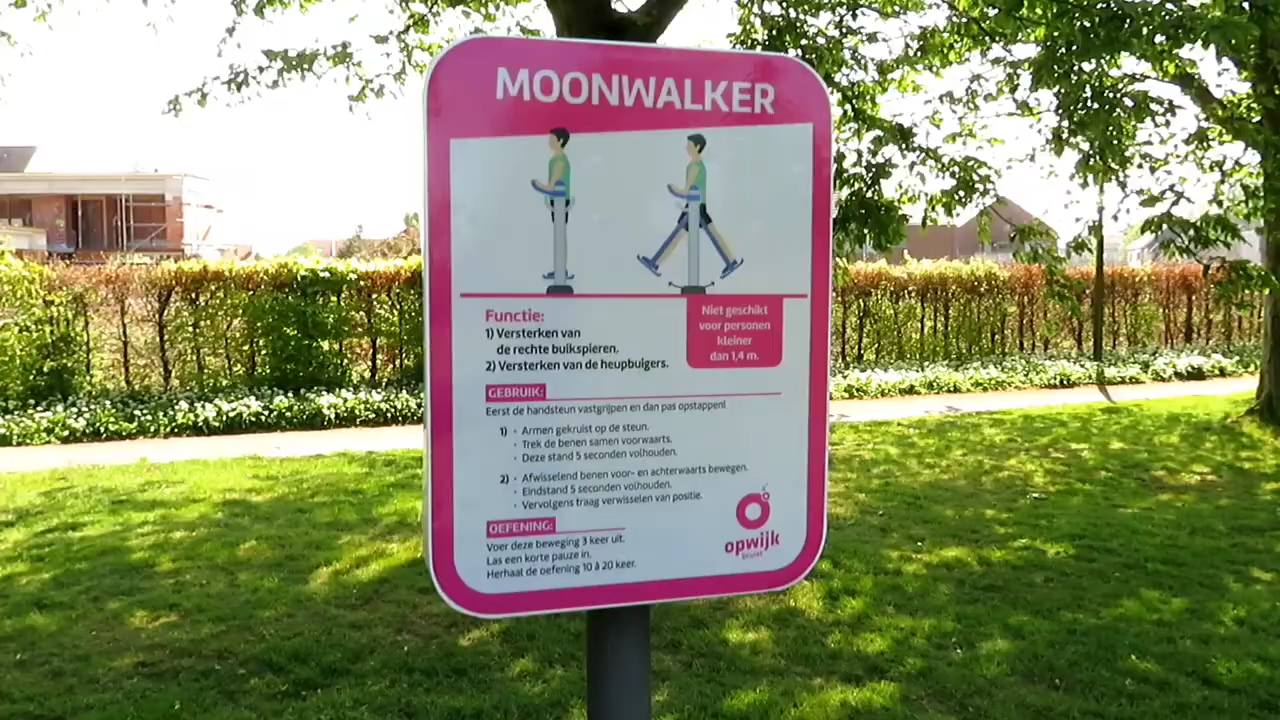 MOONWALKER
Functie:
1) Versterken van
de rechte buikspieren.
2) Versterken van de heupbuigers.
Niet geschikt
voor personen
kleiner
dan 1,4 m.
GEBRUIK:
Eerst de handsteun vastgrijpen en dan pas opstappen!
1) • Armen gekruist op de steun.
• Trek de benen samen voorwaarts.
• Deze stand 5 seconden volhouden.
2) • Afwisselend benen voor- en achterwaarts bewegen.
• Eindstand 5 seconden volhouden.
• Vervolgens traag verwisselen van positie.
OEFENING:
Voer deze beweging 3 keer uit.
Las een korte pauze in.
Herhaal de oefening 10 à 20 keer.
opwijk